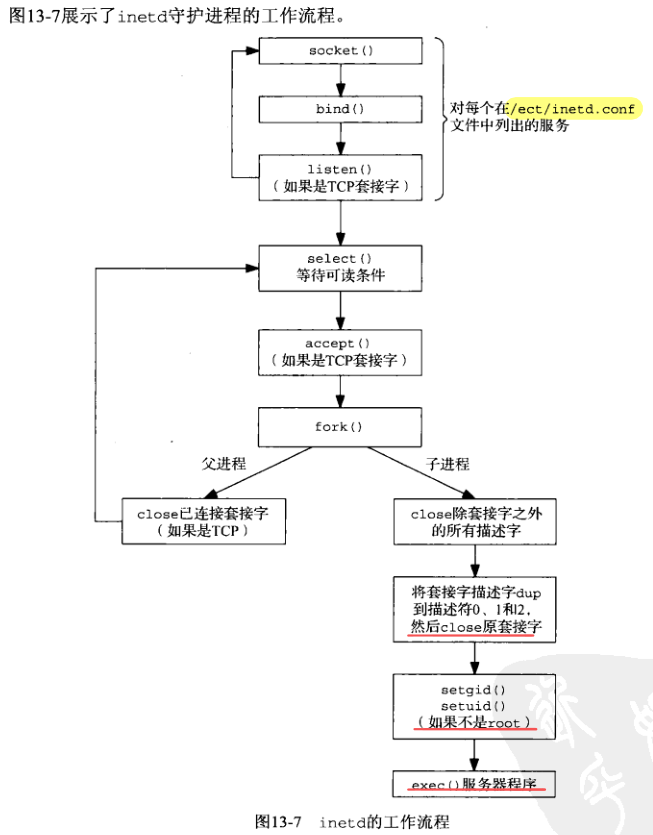 图13-7展示了inetd守护进程的工作流程。
socket()
bind()
对每个在/ect/inetd.conf
文件中列出的服务
listen()
（如果是TCP套接字）
select()
等待可读条件
accept()
（如果是TCP套接字）
fork()
父进程
子进程
close已连接套接字
（如果是TCP）
close除套接字之外
的所有描述字
将套接字描述字dup
到描述符0、1和2，
然后close原套接字
setgid()
setuid()
（如果不是root）
exec()服务器程序
图13-7 inetd的工作流程